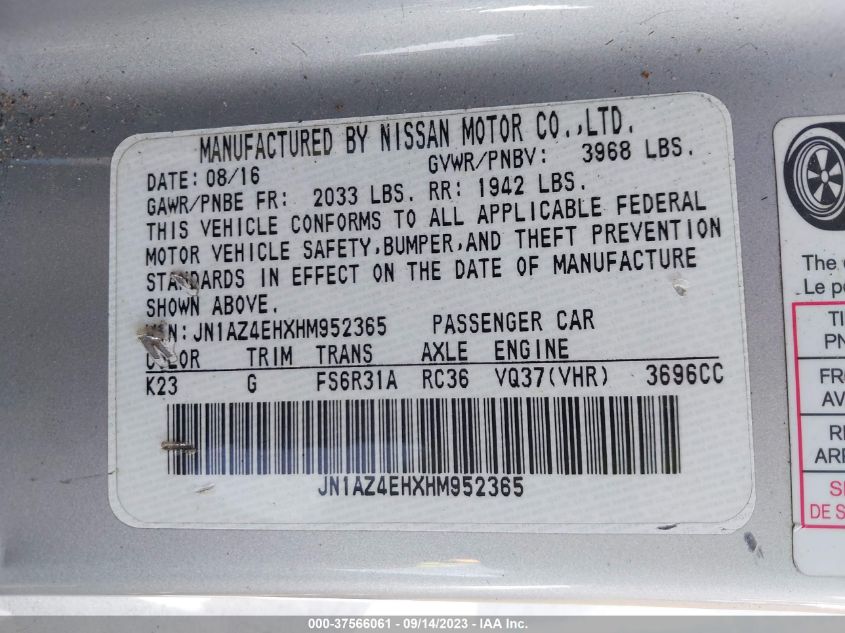 MANUFACTURED BY NISSAN MOTOR CO.,LTD.
DATE: 08/16 GVWR/PNBV: 3968 LBS.
GAWR/PNBE FR: 2033 LBS. RR: 1942 LBS.
THIS VEHICLE CONFORMS TO ALL APPLICABLE FEDERAL
MOTOR VEHICLE SAFETY,BUMPER,AND THEFT PREVENTION
STANDARDS IN EFFECT ON THE DATE OF MANUFACTURE
SHOWN ABOVE.
VIN:JN1AZ4EHXHM952365 PASSENGER CAR
COLOR TRIM TRANS AXLE ENGINE
K23 G FS6R31A RC36 VQ37(VHR) 3696CC
JN1AZ4EHXHM952365
The
Le
000-37566061 - 09/14/2023 - IAA Inc.